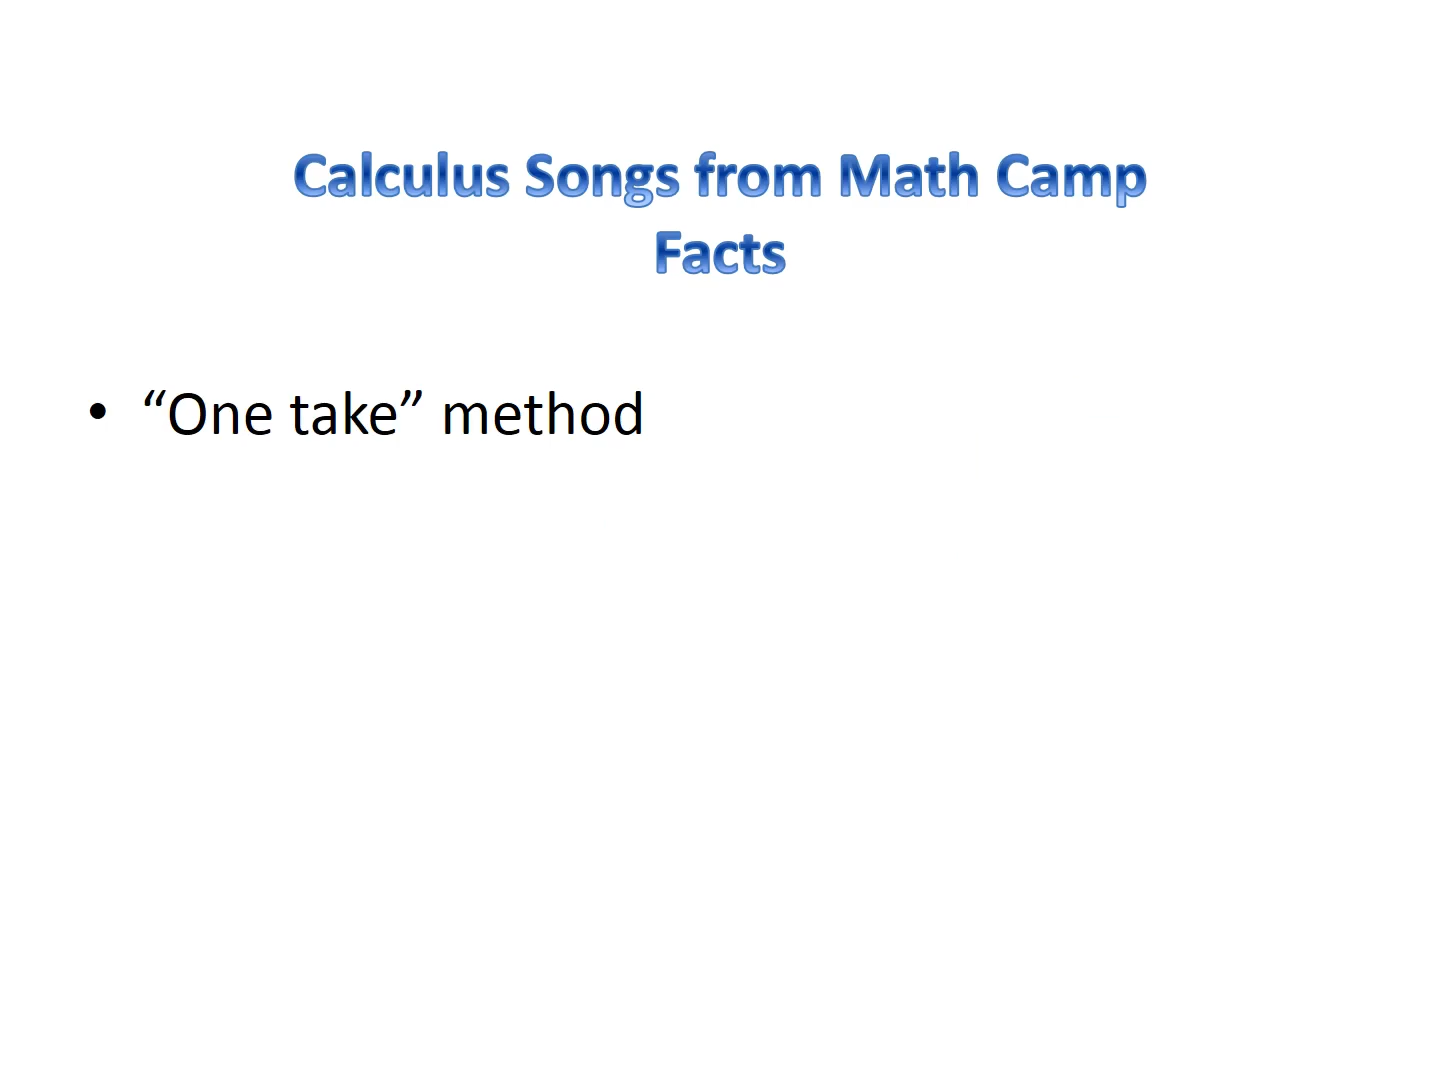 Calculus Songs from Math Camp
Facts
• “One take” method